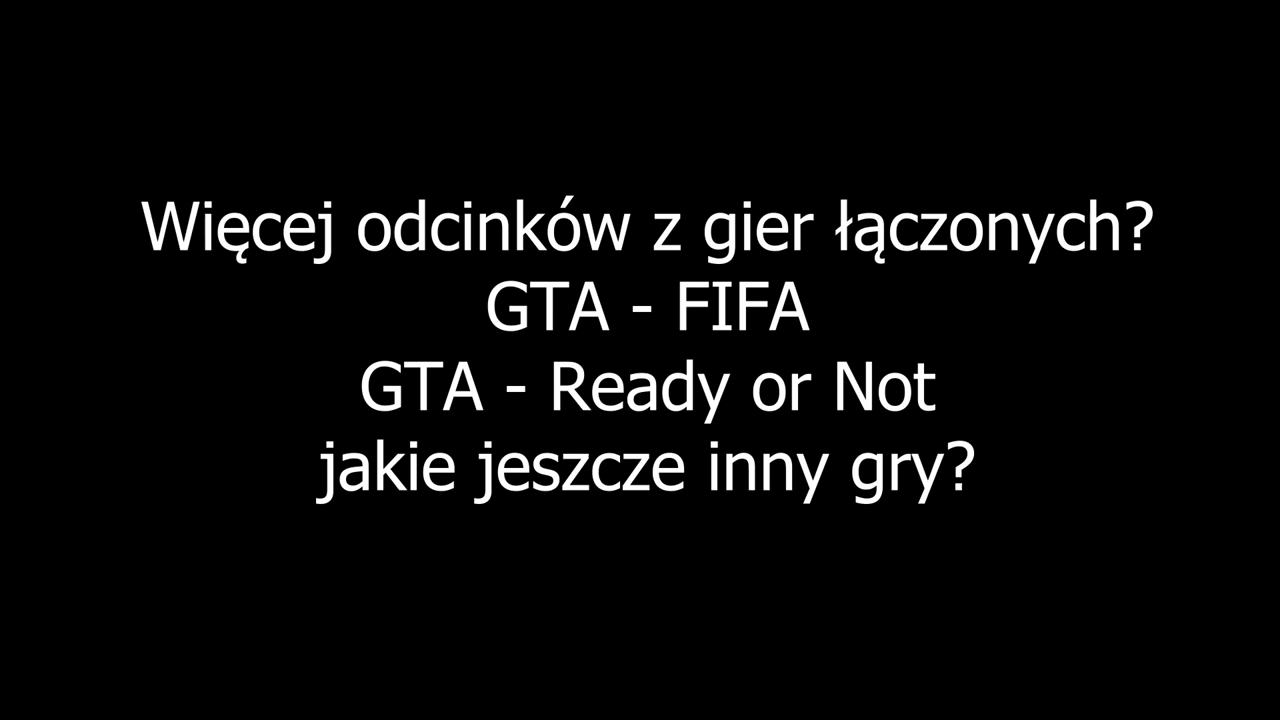 Więcej odcinków z gier łączonych?
GTA - FIFA
GTA - Ready or Not
jakie jeszcze inny gry?